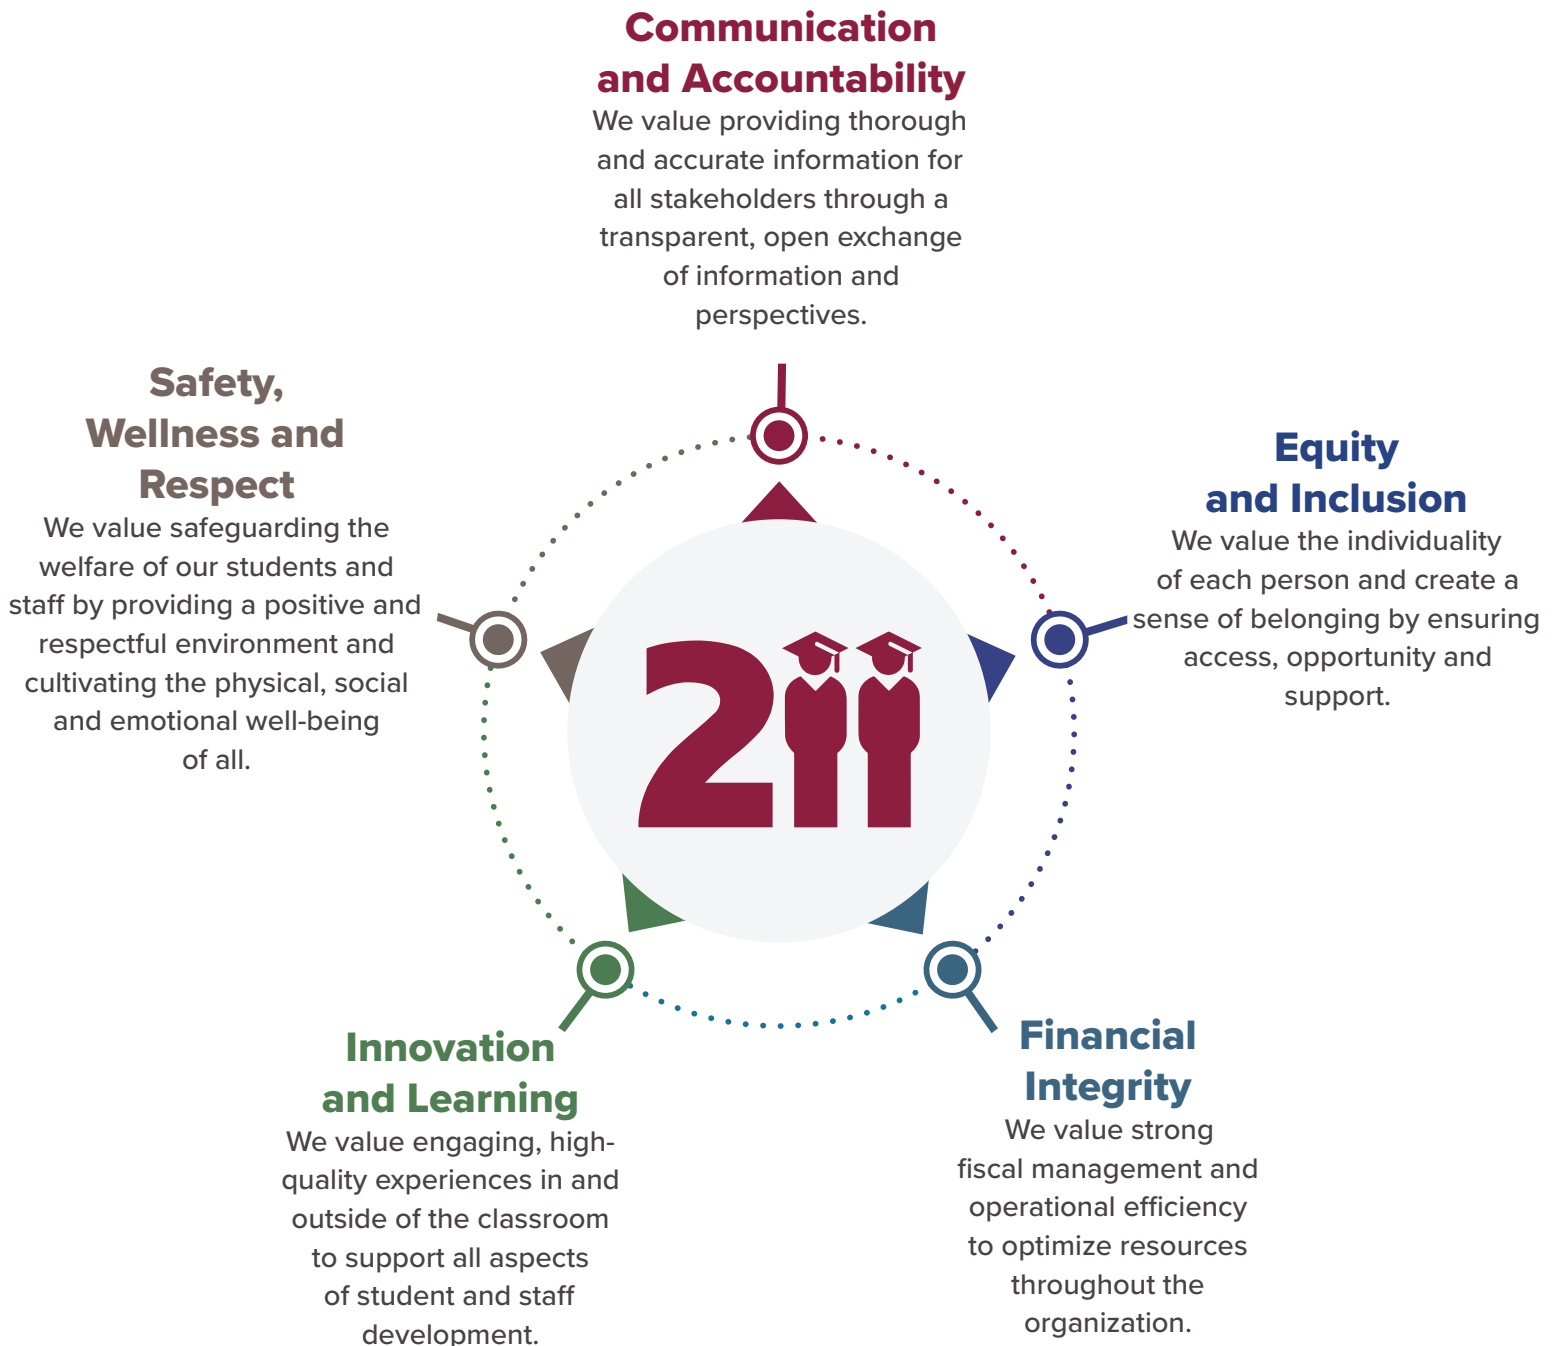 Communication
and Accountability
We value providing thorough
and accurate information for
all stakeholders through a
transparent, open exchange
of information and
perspectives.
Safety,
Wellness and
Respect
We value safeguarding the
welfare of our students and
staff by providing a positive and
respectful environment and
cultivating the physical, social
and emotional well-being
of all.
Equity
and Inclusion
We value the individuality
of each person and create a
sense of belonging by ensuring
access, opportunity and
support.
211
Innovation
and Learning
We value engaging, high-
quality experiences in and
outside of the classroom
to support all aspects
of student and staff
development.
Financial
Integrity
We value strong
fiscal management and
operational efficiency
to optimize resources
throughout the
organization.